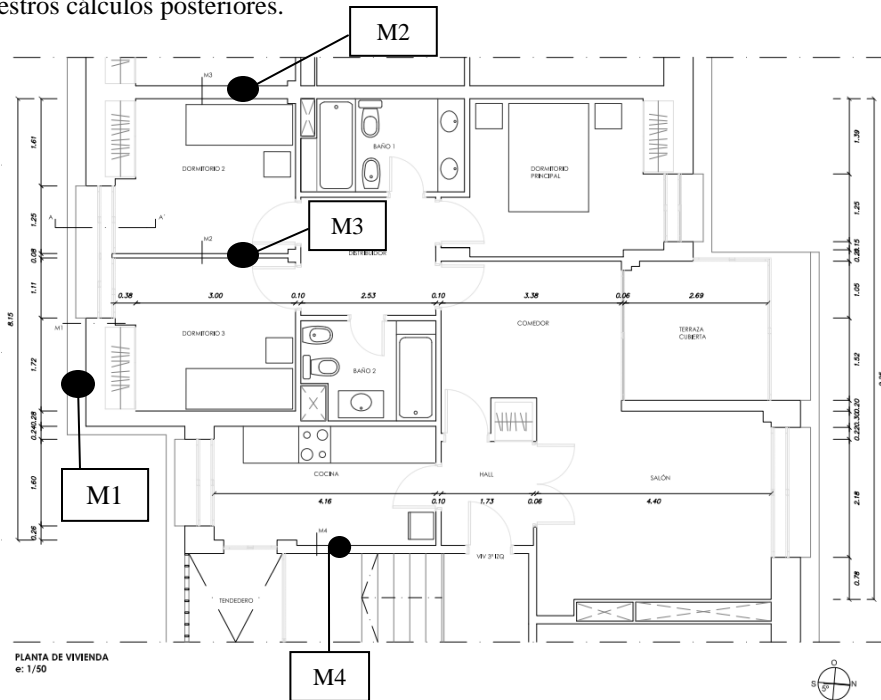 estros cálculos posteriores.
M2
M3
1.61
1.25
0.08
1.11
8.15
1.72
0.28
0.24
1.60
0.26
DORMITORIO 2
BAÑO 1
DORMITORIO
PRINCIPAL
1.39
1.25
0.15
1.05
1.52
0.20
0.30
0.22
2.18
0.78
A
A'
M2
M3
DISTRIBUIDOR
0.38
3.00
0.10
2.53
0.10
3.38
0.06
2.69
M1
DORMITORIO 3
COMEDOR
TERRAZA
CUBIERTA
BAÑO 2
M1
COCINA
HALL
SALÓN
4.16
0.10
1.73
0.06
4.40
M4
VIV 3º IZQ
TENDEDERO
PLANTA DE VIVIENDA
e: 1/50
M4
O
S
N
5º